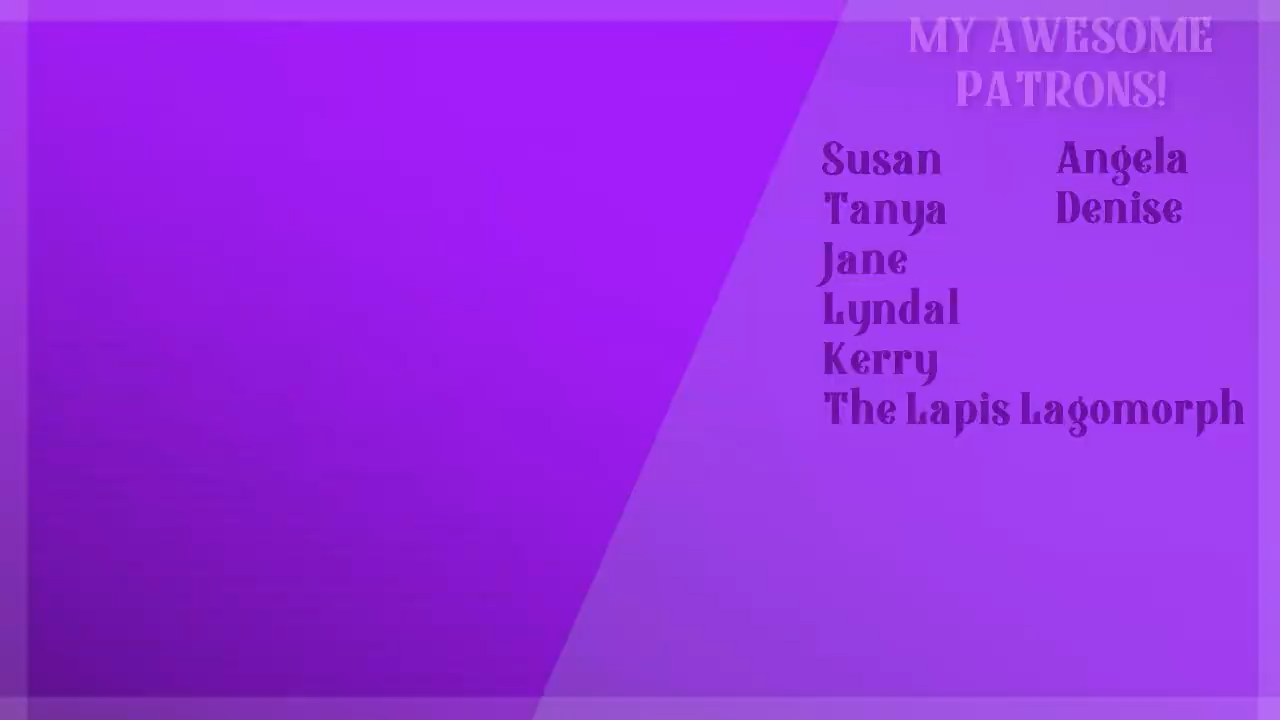 MY AWESOME
PATRONS!
Susan
Tanya
Jane
Lyndal
Kerry
The Lapis Lagomorph
Angela
Denise